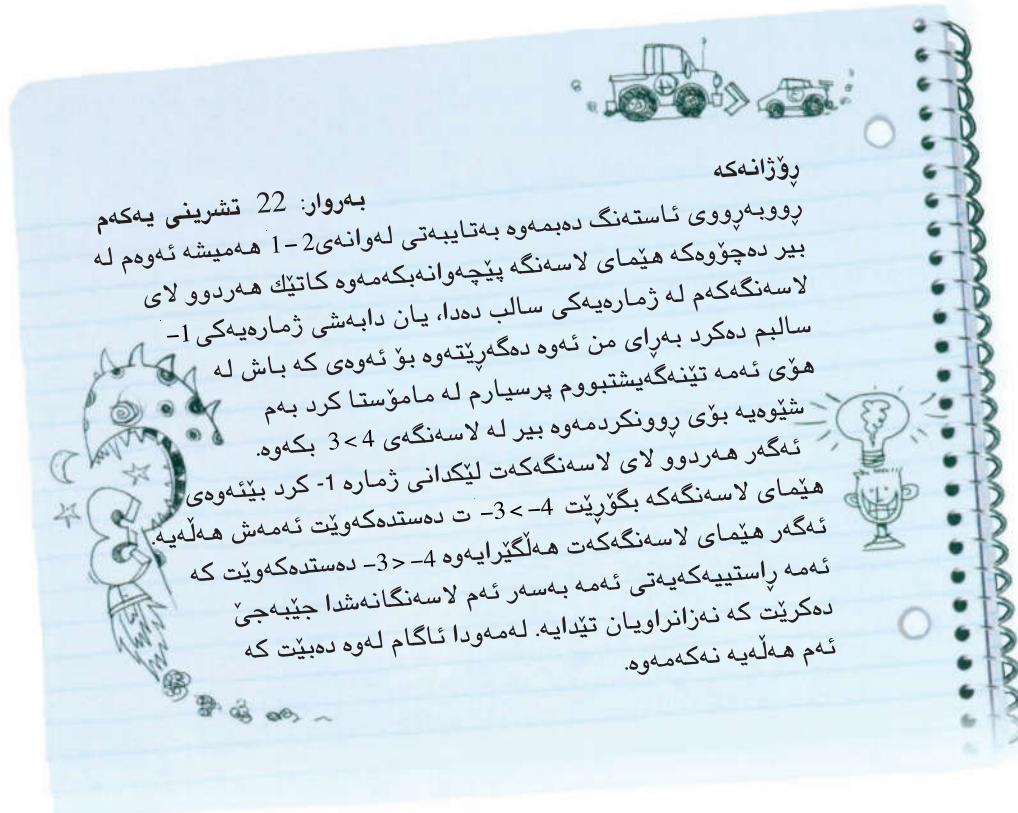 ڕۆژانەکە
بەروار: 22 تشرینی یەکەم
ڕووبەڕووی ئاستەنگ دەبمەوە بەتایبەتی لەوانەی2-1 هەمیشە ئەوەم لە
بیر دەچۆوەکە هێمای لاسەنگە پێچەوانەبکەمەوە کاتێك هەردوو لای
لاسەنگەکەم لە ژمارەیەکی سالب دەدا، یان دابەشی ژمارەیەکی 1-
سالبم دەکرد بەڕای من ئەوە دەگەڕێتەوە بۆ ئەوەی کە باش لە
هۆی ئەمە تێنەگەیشتبووم پرسیارم لە مامۆستا کرد بەم
شێوەیە بۆی ڕوونکردمەوە بیر لە لاسەنگەی 4 > 3 بکەوە.
ئەگەر هەردوو لای لاسەنگەکەت لێکدانی ژمارە 1- کرد بێئەوەی
هێمای لاسەنگەکە بگۆڕێت 4- > 3- ت دەستدەکەوێت ئەمەش هەڵەیە.
ئەگەر هێمای لاسەنگەکەت هەڵگێرایەوە 4- < 3- دەستدەکەوێت کە
ئەمە ڕاستییەکەیەتی ئەمە بەسەر ئەم لاسەنگانەشدا جێبەجێ
دەکرێت کە نەزانراویان تێدایە. لەمەودا ئاگام لەوە دەبێت کە
ئەم هەڵەیە نەکەمەوە.